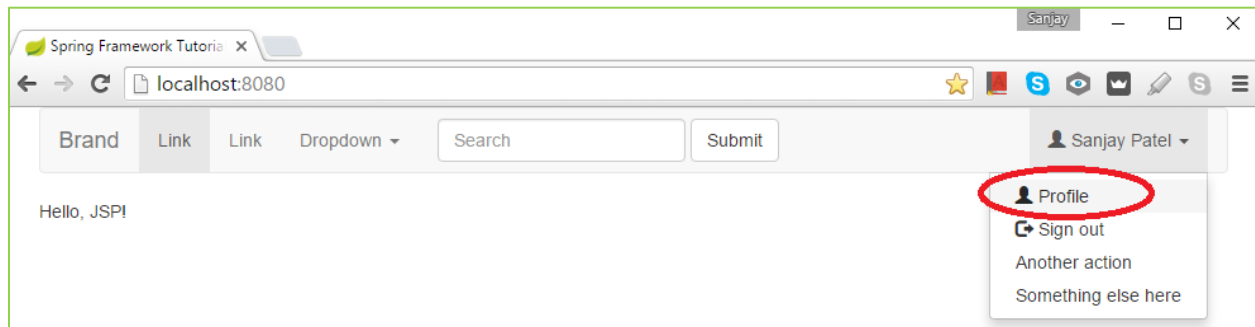 Sanjay
Spring Framework Tutoria
localhost:8080
Brand Link Link Dropdown Search Submit Sanjay Patel
Profile
Hello, JSP!
Sign out
Another action
Something else here